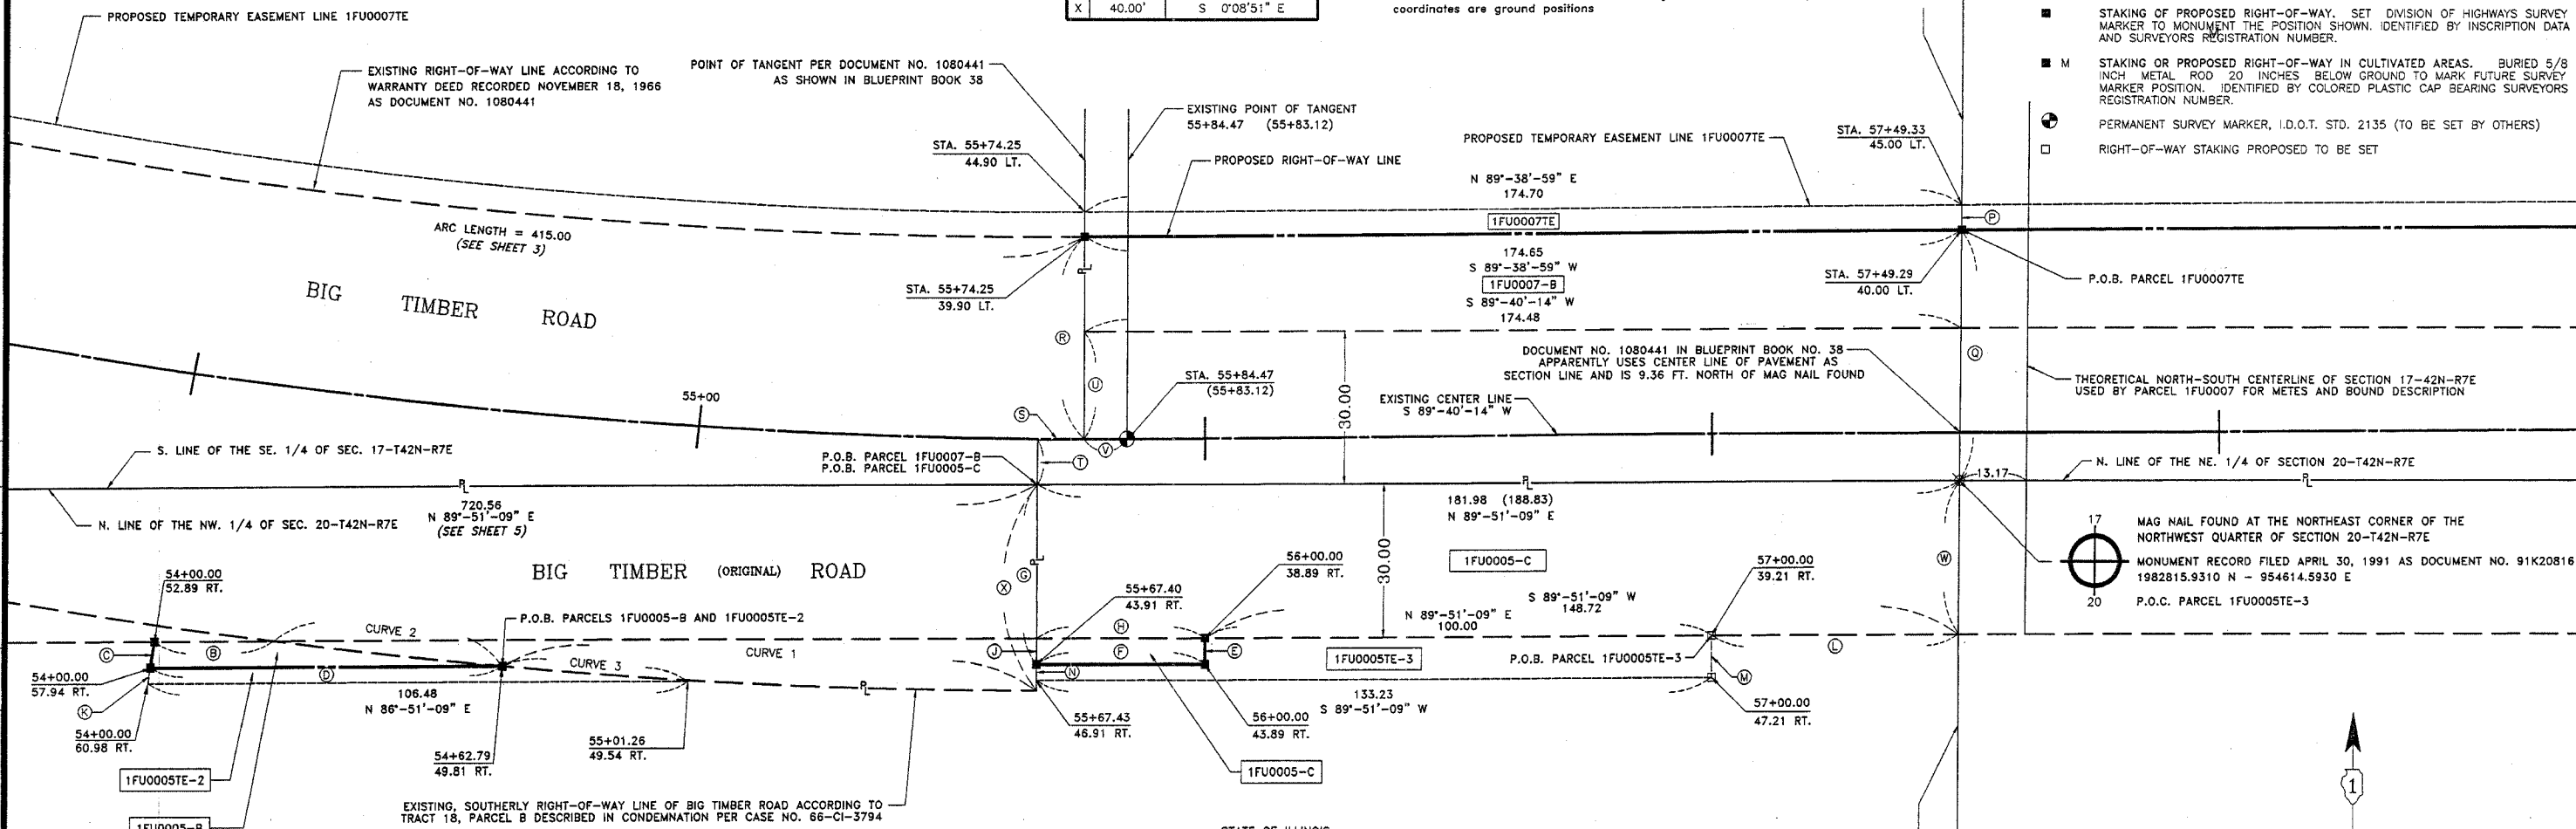 PROPOSED TEMPORARY EASEMENT LINE 1FU0007TE
X 40.00' S 0°08'51" E
coordinates are ground positions
STAKING OF PROPOSED RIGHT-OF-WAY. SET DIVISION OF HIGHWAYS SURVEY
MARKER TO MONUMENT THE POSITION SHOWN. IDENTIFIED BY INSCRIPTION DATA
AND SURVEYORS REGISTRATION NUMBER.
M STAKING OR PROPOSED RIGHT-OF-WAY IN CULTIVATED AREAS. BURIED 5/8
INCH METAL ROD 20 INCHES BELOW GROUND TO MARK FUTURE SURVEY
MARKER POSITION. IDENTIFIED BY COLORED PLASTIC CAP BEARING SURVEYORS
REGISTRATION NUMBER.
PERMANENT SURVEY MARKER, I.D.O.T. STD. 2135 (TO BE SET BY OTHERS)
RIGHT-OF-WAY STAKING PROPOSED TO BE SET
EXISTING RIGHT-OF-WAY LINE ACCORDING TO
WARRANTY DEED RECORDED NOVEMBER 18, 1966
AS DOCUMENT NO. 1080441
POINT OF TANGENT PER DOCUMENT NO. 1080441
AS SHOWN IN BLUEPRINT BOOK 38
EXISTING POINT OF TANGENT
55+84.47 (55+83.12)
STA. 55+74.25
44.90 LT.
PROPOSED RIGHT-OF-WAY LINE
PROPOSED TEMPORARY EASEMENT LINE 1FU0007TE
STA. 57+49.33
45.00 LT.
N 89°-38'-59" E
174.70
1FU0007TE
P
ARC LENGTH = 415.00
(SEE SHEET 3)
BIG TIMBER ROAD
STA. 55+74.25
39.90 LT.
PL
174.65
S 89°-38'-59" W
1FU0007-B
S 89°-40'-14" W
174.48
STA. 57+49.29
40.00 LT.
P.O.B. PARCEL 1FU0007TE
R
U
Q
30.00
DOCUMENT NO. 1080441 IN BLUEPRINT BOOK NO. 38
APPARENTLY USES CENTER LINE OF PAVEMENT AS
SECTION LINE AND IS 9.36 FT. NORTH OF MAG NAIL FOUND
THEORETICAL NORTH-SOUTH CENTERLINE OF SECTION 17-42N-R7E
USED BY PARCEL 1FU0007 FOR METES AND BOUND DESCRIPTION
STA. 55+84.47
(55+83.12)
EXISTING CENTER LINE
S 89°-40'-14" W
55+00
S
V
T
S. LINE OF THE SE. 1/4 OF SEC. 17-T42N-R7E
P.O.B. PARCEL 1FU0007-B
P.O.B. PARCEL 1FU0005-C
N. LINE OF THE NE. 1/4 OF SECTION 20-T42N-R7E
13.17
PL
PL
PL
N. LINE OF THE NW. 1/4 OF SEC. 20-T42N-R7E
720.56
N 89°-51'-09" E
(SEE SHEET 5)
181.98 (188.83)
N 89°-51'-09" E
17
20
MAG NAIL FOUND AT THE NORTHEAST CORNER OF THE
NORTHWEST QUARTER OF SECTION 20-T42N-R7E
MONUMENT RECORD FILED APRIL 30, 1991 AS DOCUMENT NO. 91K20816
1982815.9310 N - 954614.5930 E
P.O.C. PARCEL 1FU0005TE-3
BIG TIMBER (ORIGINAL) ROAD
PL
G
X
W
30.00
1FU0005-C
54+00.00
52.89 RT.
55+67.40
43.91 RT.
56+00.00
38.89 RT.
57+00.00
39.21 RT.
S 89°-51'-09" W
148.72
N 89°-51'-09" E
100.00
P.O.B. PARCELS 1FU0005-B AND 1FU0005TE-2
CURVE 2
CURVE 1
CURVE 3
C
B
D
J
H
F
E
L
N
M
K
1FU0005TE-3
P.O.B. PARCEL 1FU0005TE-3
54+00.00
57.94 RT.
106.48
N 86°-51'-09" E
PL
133.23
S 89°-51'-09" W
54+00.00
60.98 RT.
54+62.79
49.81 RT.
55+01.26
49.54 RT.
55+67.43
46.91 RT.
56+00.00
43.89 RT.
57+00.00
47.21 RT.
1FU0005TE-2
1FU0005-C
1FU0005-B
EXISTING, SOUTHERLY RIGHT-OF-WAY LINE OF BIG TIMBER ROAD ACCORDING TO
TRACT 18, PARCEL B DESCRIBED IN CONDEMNATION PER CASE NO. 66-CI-3794
STATE OF ILLINOIS
1